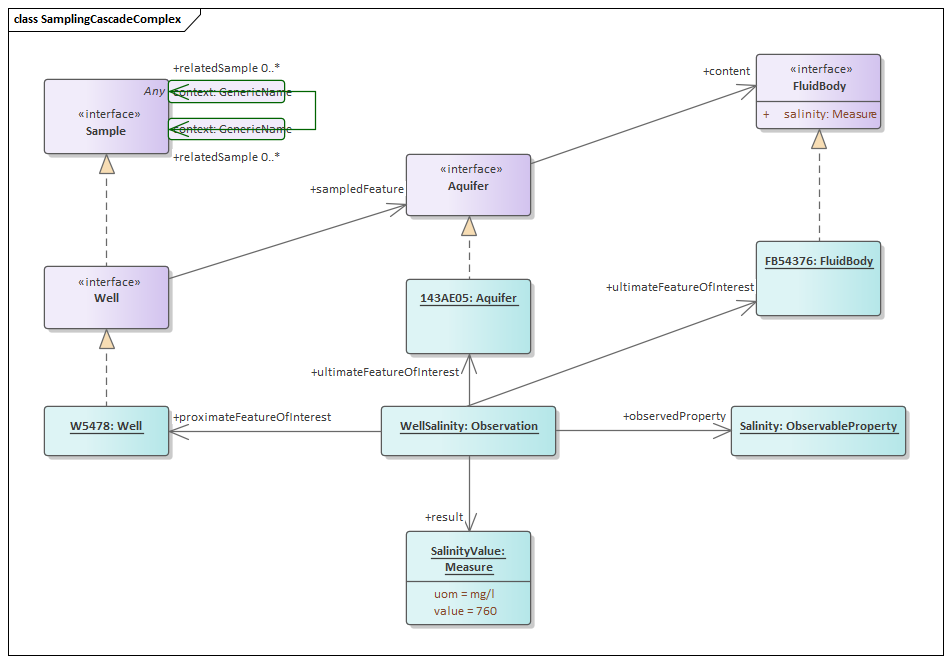 class SamplingCascadeComplex
+relatedSample 0..*
Any
context: GenericName
«interface»
Sample
context: GenericName
+relatedSample 0..*
+content
«interface»
FluidBody
+ salinity: Measure
«interface»
Aquifer
+sampledFeature
«interface»
Well
143AE05: Aquifer
FB54376: FluidBody
+ultimateFeatureOfInterest
+ultimateFeatureOfInterest
W5478: Well
+proximateFeatureOfInterest
WellSalinity: Observation
+observedProperty
Salinity: ObservableProperty
+result
SalinityValue:
Measure
uom = mg/l
value = 760